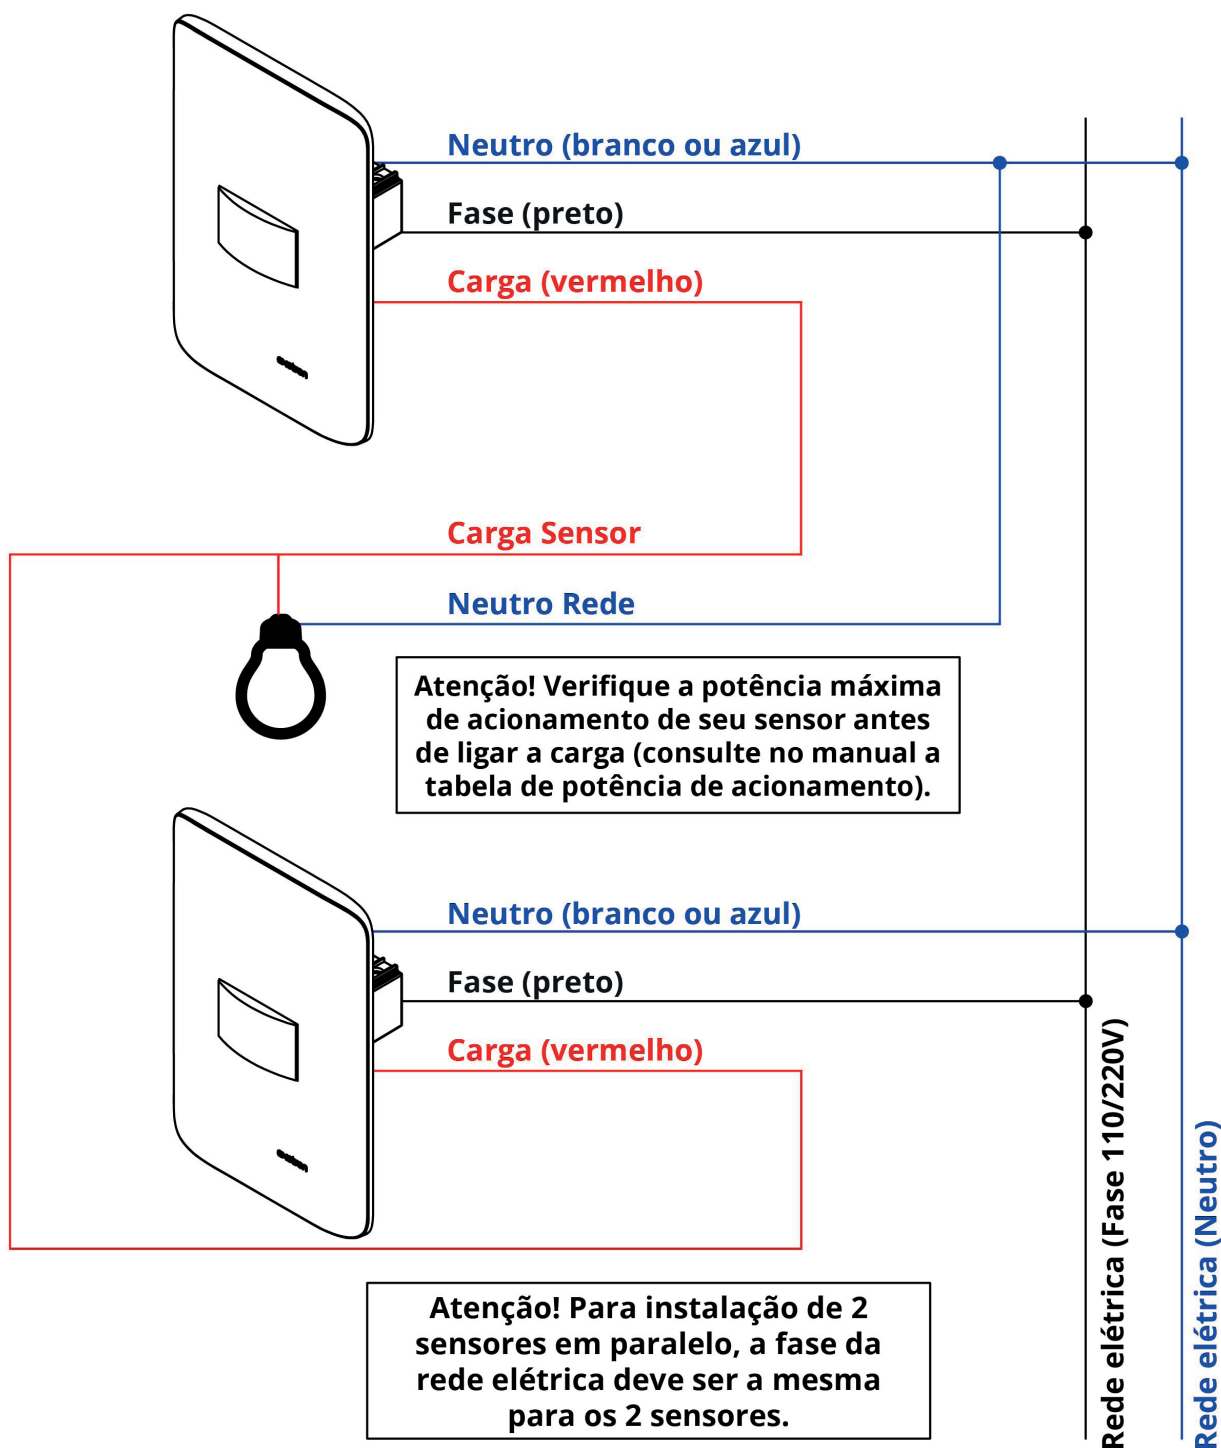 Neutro (branco ou azul)
Fase (preto)
Carga (vermelho)
Carga Sensor
Neutro Rede
Atenção! Verifique a potência máxima
de acionamento de seu sensor antes
de ligar a carga (consulte no manual a
tabela de potência de acionamento).
Neutro (branco ou azul)
Fase (preto)
Carga (vermelho)
Rede elétrica (Fase 110/220V)
Rede elétrica (Neutro)
Atenção! Para instalação de 2
sensores em paralelo, a fase da
rede elétrica deve ser a mesma
para os 2 sensores.